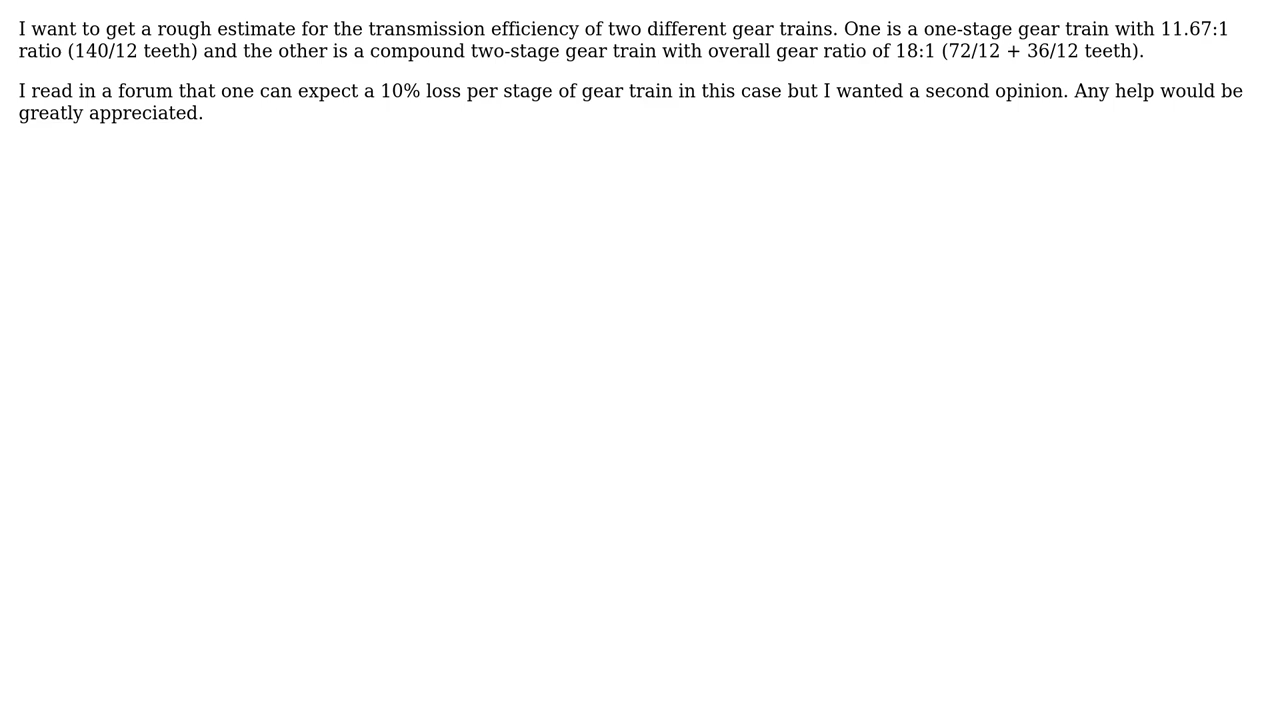 I want to get a rough estimate for the transmission efficiency of two different gear trains. One is a one-stage gear train with 11.67:1
ratio (140/12 teeth) and the other is a compound two-stage gear train with overall gear ratio of 18:1 (72/12 + 36/12 teeth).
I read in a forum that one can expect a 10% loss per stage of gear train in this case but I wanted a second opinion. Any help would be
greatly appreciated.